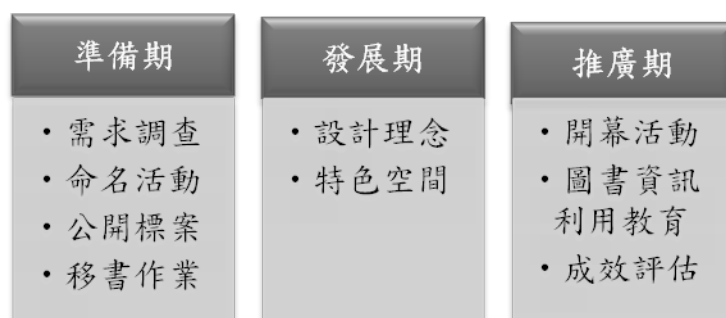 準備期
• 需求調查
• 命名活動
• 公開標案
• 移書作業
發展期
• 設計理念
• 特色空間
推廣期
• 開幕活動
• 圖書資訊
利用教育
• 成效評估